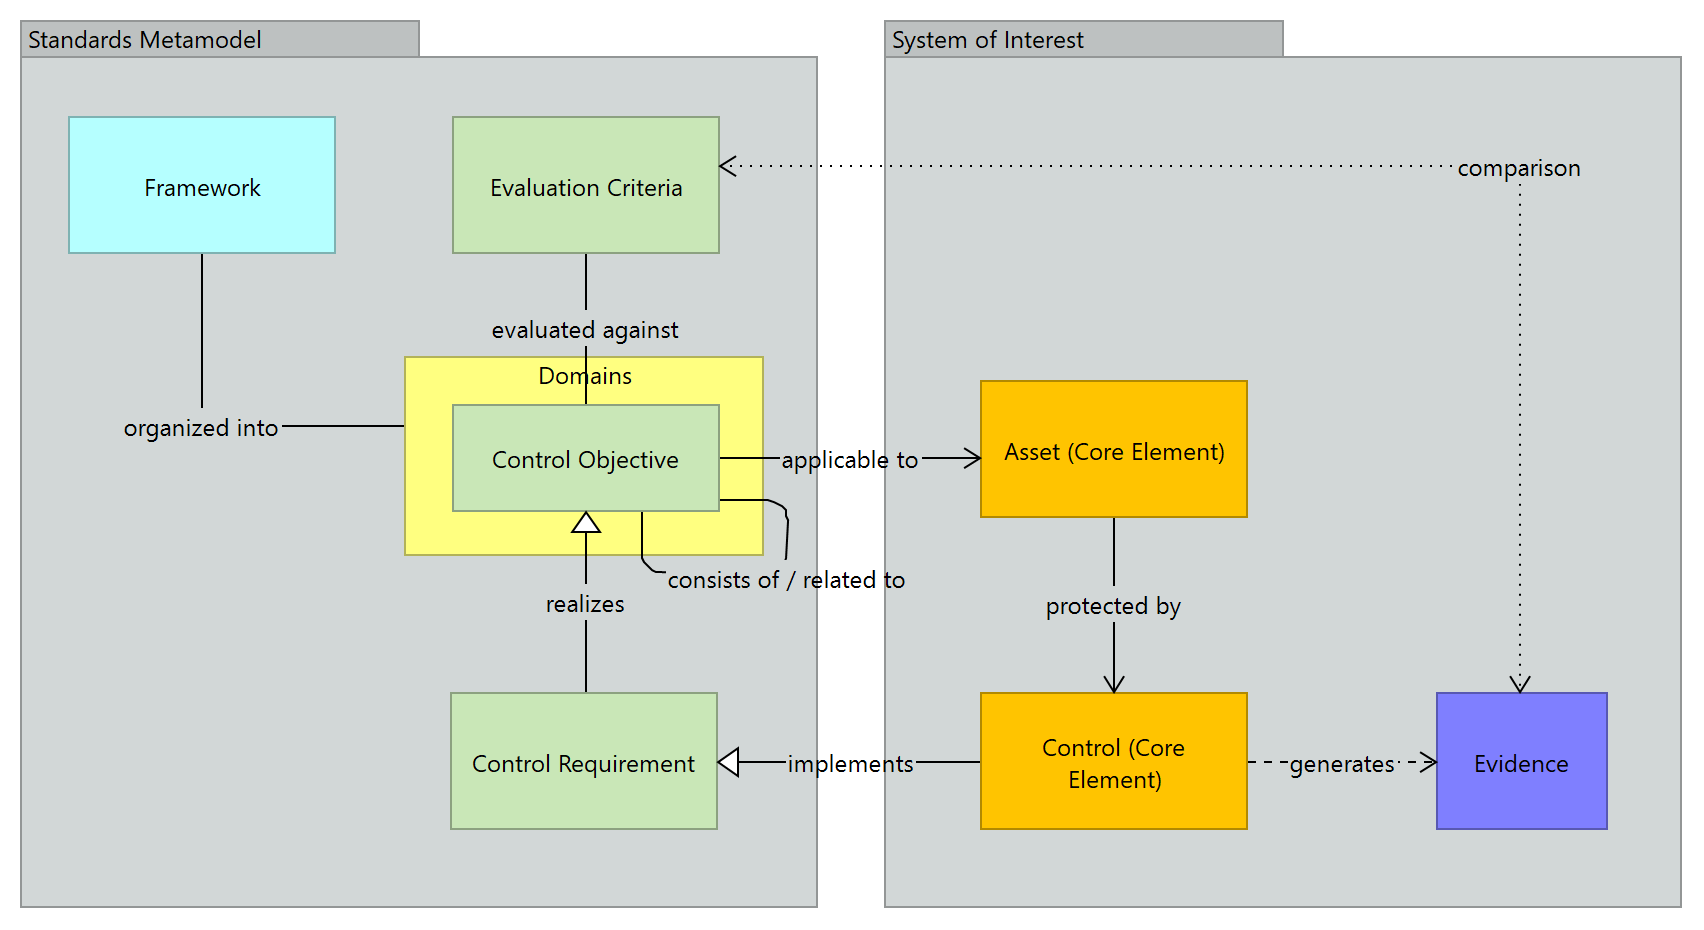 Standards Metamodel
System of Interest
Framework
Evaluation Criteria
comparison
evaluated against
Domains
organized into
Control Objective
applicable to
Asset (Core Element)
consists of / related to
realizes
protected by
Control Requirement
implements
Control (Core
Element)
generates
Evidence